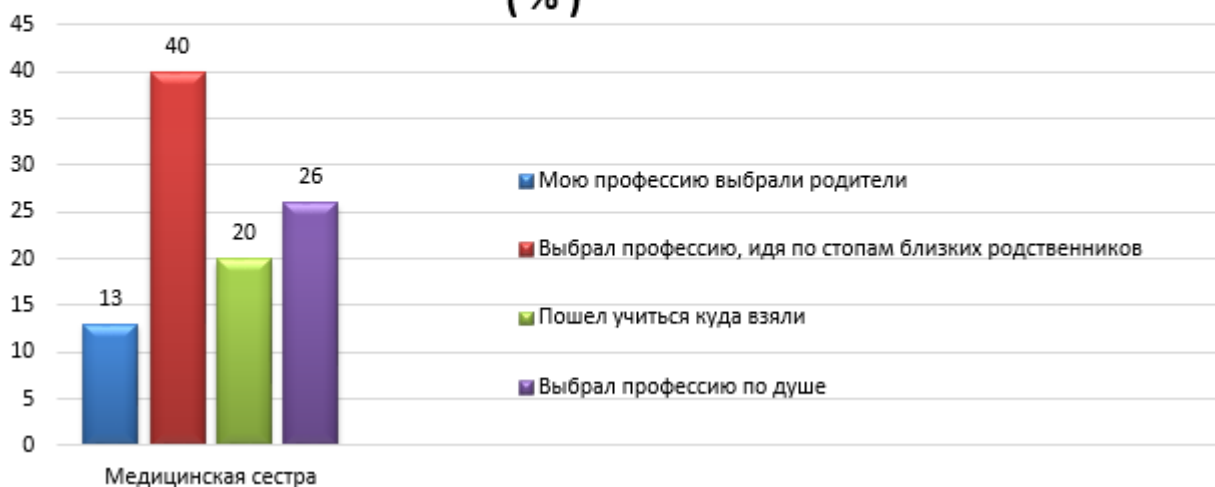 ( % )
45
40
35
30
25
20
15
10
5
0
13
40
20
26
Медицинская сестра
Мою профессию выбрали родители
Выбрал профессию, идя по стопам близких родственников
Пошел учиться куда взяли
Выбрал профессию по душе